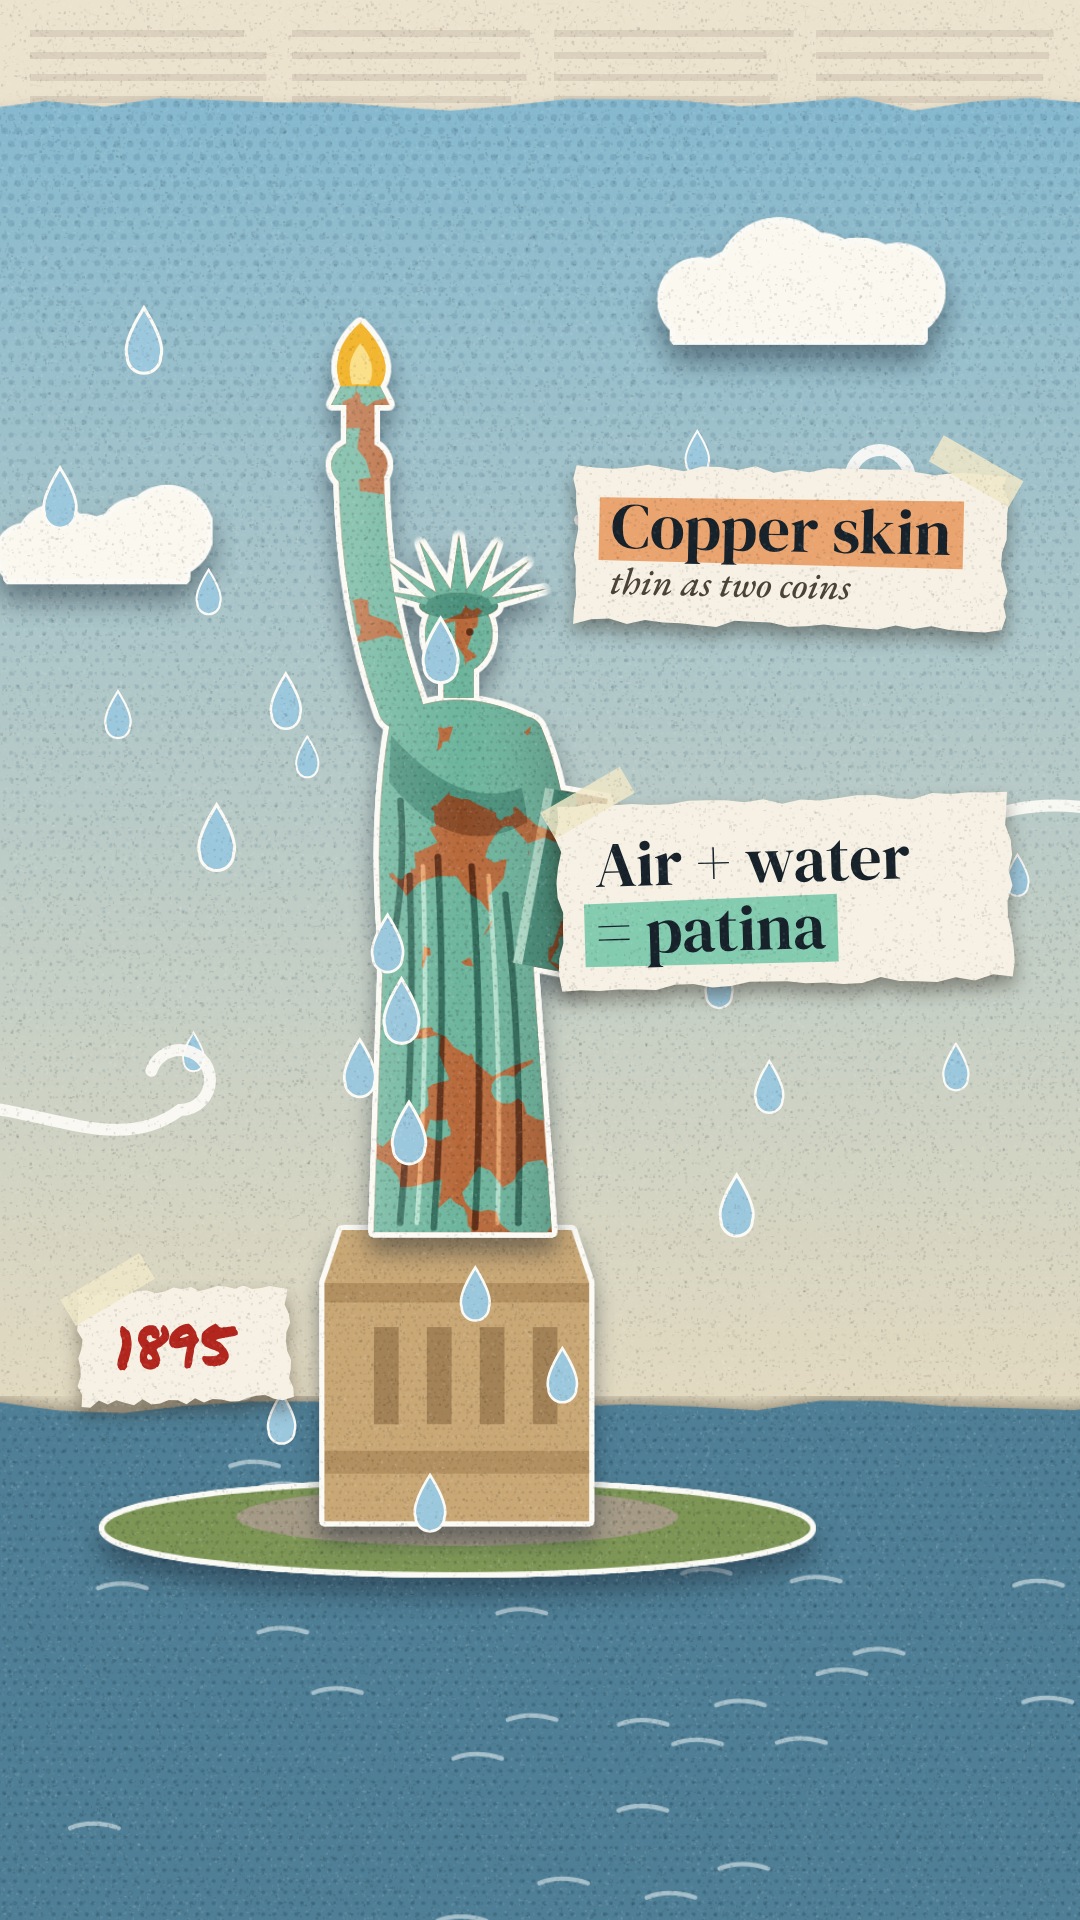 Copper skin
thin as two coins
Air + water
= patina
1895